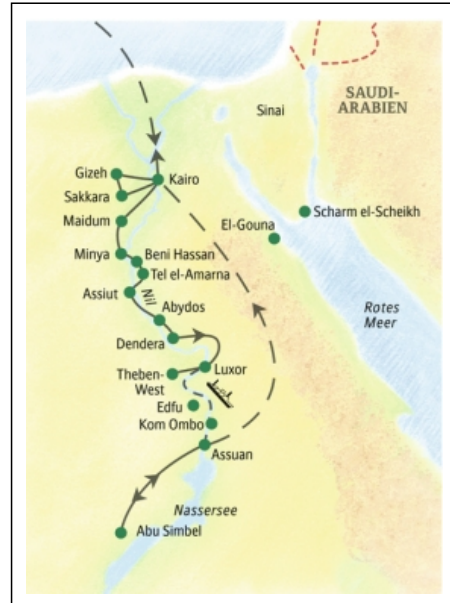 SAUDI-
ARABIEN
Sinai
Gizeh
Kairo
Sakkara
Scharm el-Scheikh
Maidum
El-Gouna
Minya
Beni Hassan
Tel el-Amarna
Assiut
Nil
Abydos
Rotes
Meer
Dendera
Luxor
Theben-
West
Edfu
Kom Ombo
Assuan
Nassersee
Abu Simbel